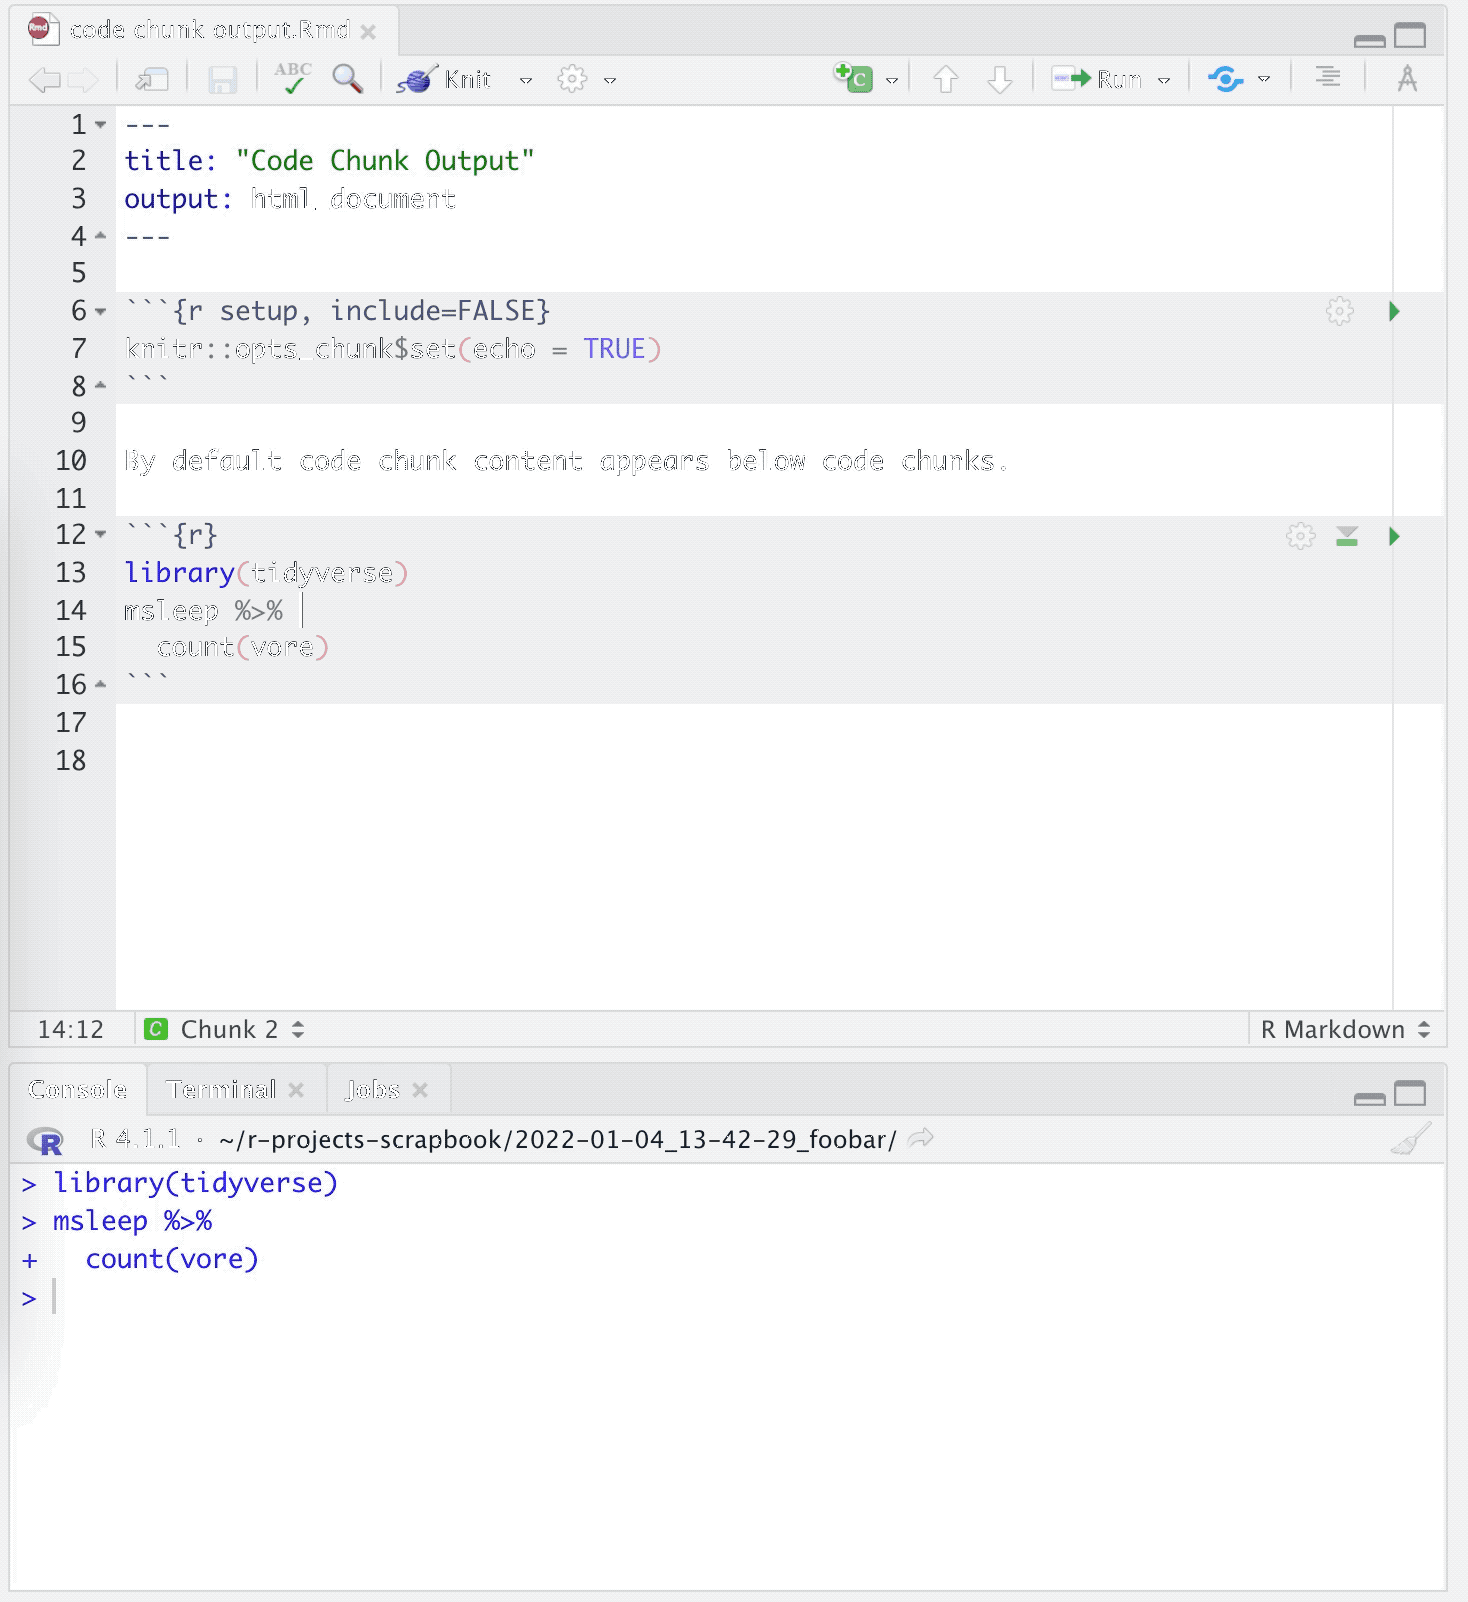 code chunk output.Rmd
ABC Knit Run
1 ---
2 title: "Code Chunk Output"
3 output: html_document
4 ---
5
6 ```{r setup, include=FALSE}
7 knitr::opts_chunk$set(echo = TRUE)
8 ```
9
10 By default code chunk content appears below code chunks.
11
12 ```{r}
13 library(tidyverse)
14 msleep %>%
15   count(vore)
16 ```
17
18
14:12 C Chunk 2 R Markdown
Console Terminal Jobs
R R 4.1.1 · ~/r-projects-scrapbook/2022-01-04_13-42-29_foobar/
> library(tidyverse)
> msleep %>%
+   count(vore)
>